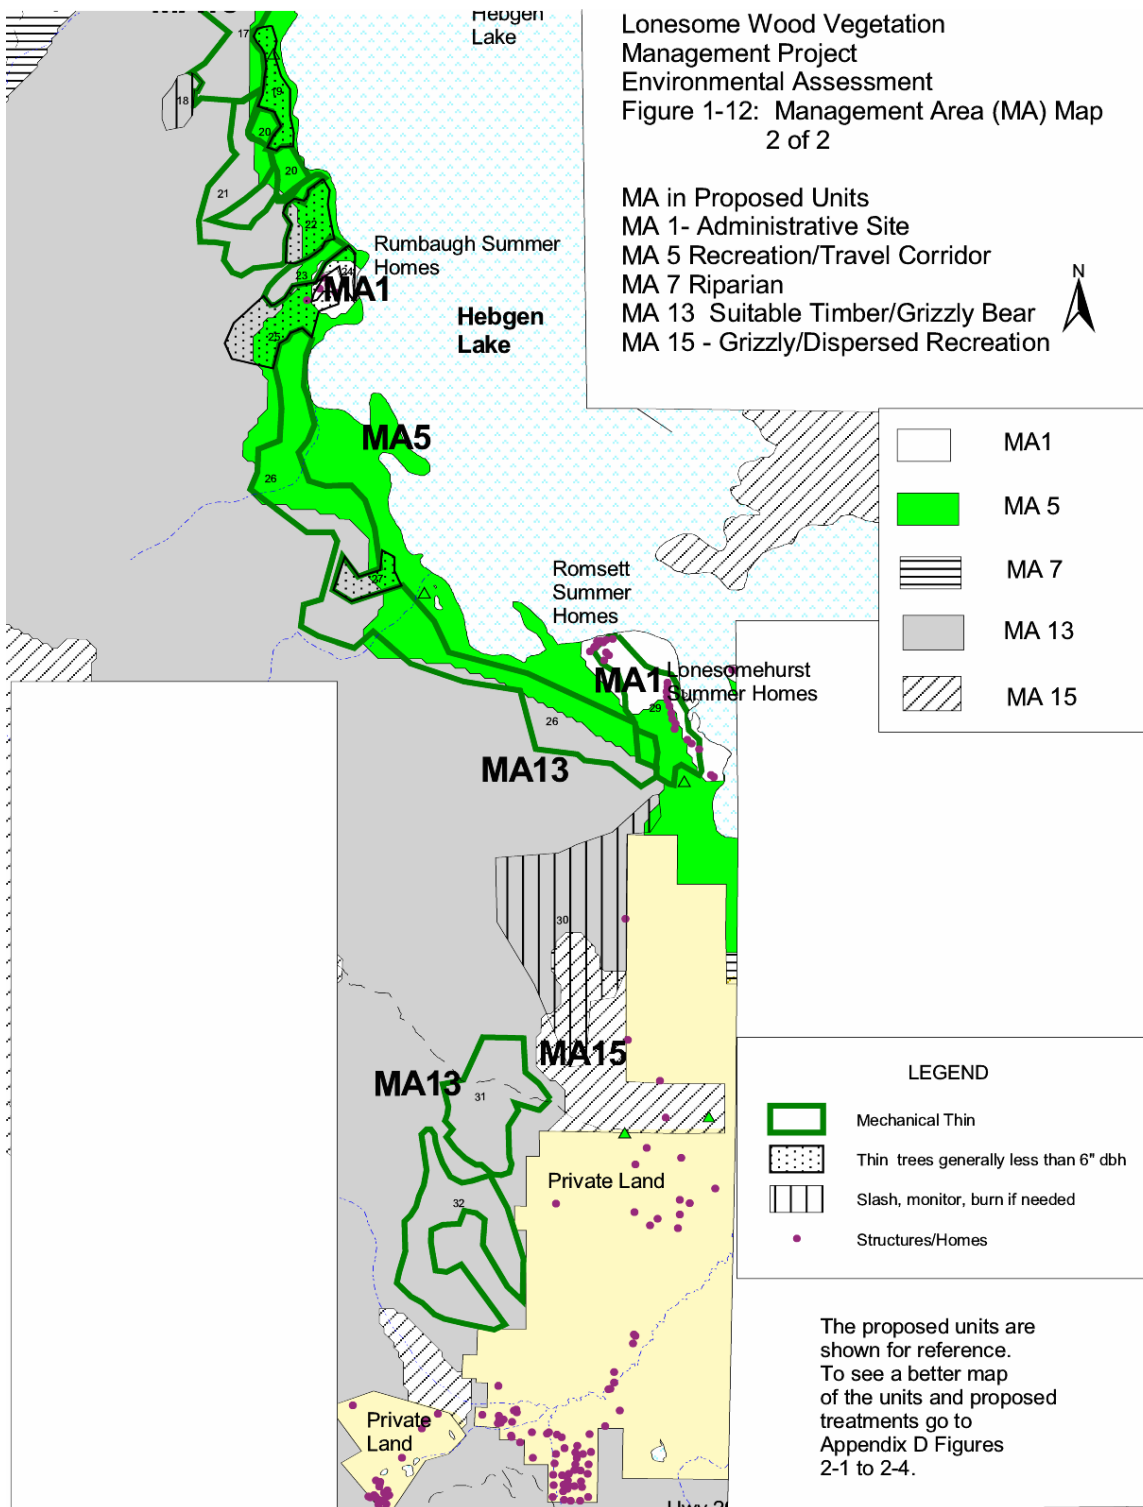 Hebgen
Lake
Lonesome Wood Vegetation
Management Project
Environmental Assessment
Figure 1-12: Management Area (MA) Map
2 of 2
MA in Proposed Units
MA 1- Administrative Site
MA 5 Recreation/Travel Corridor
MA 7 Riparian
MA 13 Suitable Timber/Grizzly Bear
MA 15 - Grizzly/Dispersed Recreation
N
17
18
20
20
21
22
Rumbaugh Summer
Homes
23
24
MA1
Hebgen
Lake
25
MA5
26
27
Romsett
Summer
Homes
MA1
Lonesomehurst
Summer Homes
29
26
MA13
30
MA15
MA13
31
32
Private Land
Private
Land
MA1
MA 5
MA 7
MA 13
MA 15
LEGEND
Mechanical Thin
Thin trees generally less than 6" dbh
Slash, monitor, burn if needed
Structures/Homes
The proposed units are
shown for reference.
To see a better map
of the units and proposed
treatments go to
Appendix D Figures
2-1 to 2-4.